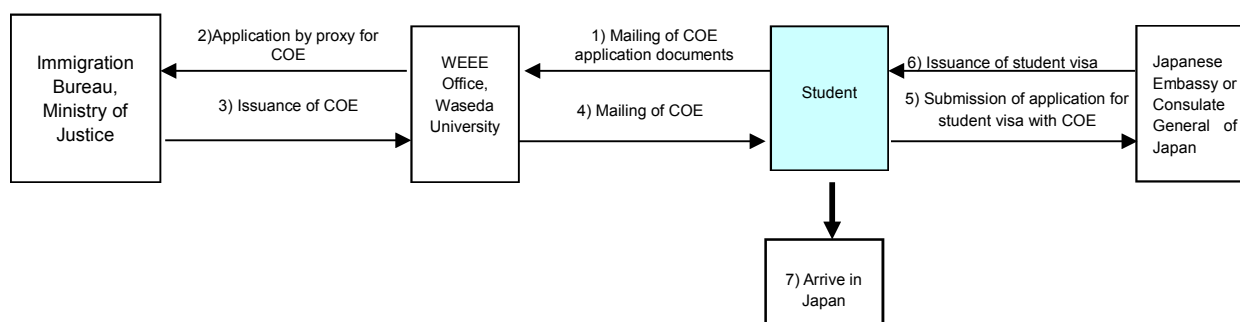 Immigration
Bureau,
Ministry of
Justice
2)Application by proxy for
COE
3) Issuance of COE
WEEE
Office,
Waseda
University
1) Mailing of COE
application documents
4) Mailing of COE
Student
6) Issuance of student visa
5) Submission of application for
student visa with COE
Japanese
Embassy or
Consulate
General of
Japan
7) Arrive in
Japan